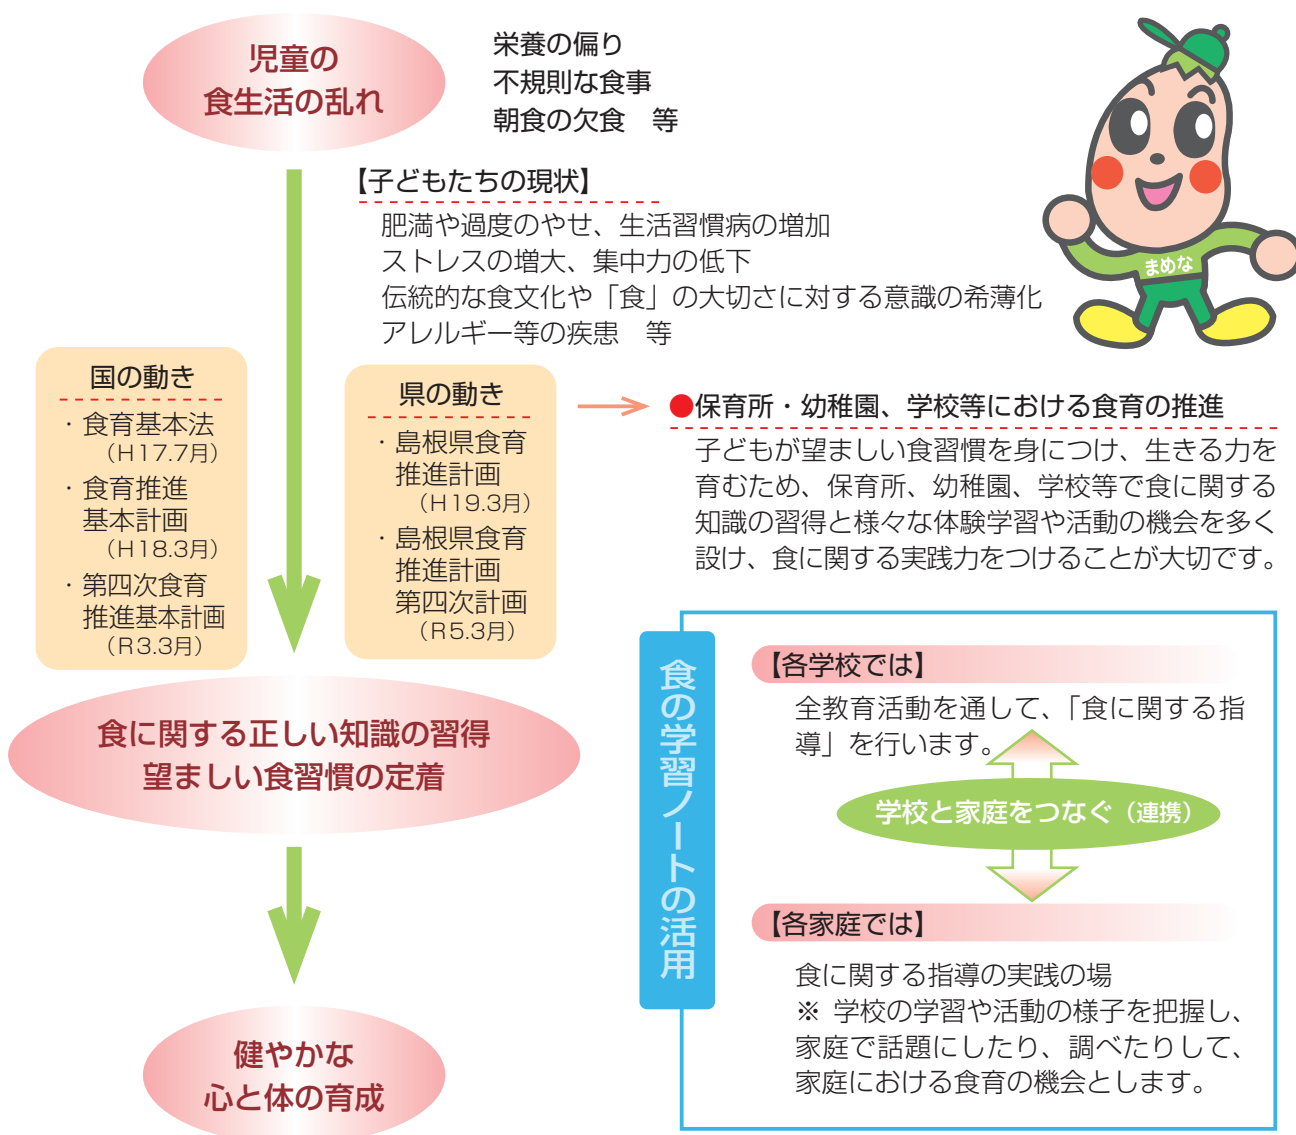 児童の
食生活の乱れ
栄養の偏り
不規則な食事
朝食の欠食　等
【子どもたちの現状】
肥満や過度のやせ、生活習慣病の増加
ストレスの増大、集中力の低下
伝統的な食文化や「食」の大切さに対する意識の希薄化
アレルギー等の疾患　等
まめな
国の動き
・食育基本法
（H17.7月）
・食育推進
基本計画
（H18.3月）
・第四次食育
推進基本計画
（R3.3月）
県の動き
・島根県食育
推進計画
（H19.3月）
・島根県食育
推進計画
第四次計画
（R5.3月）
●保育所・幼稚園、学校等における食育の推進
子どもが望ましい食習慣を身につけ、生きる力を
育むため、保育所、幼稚園、学校等で食に関する
知識の習得と様々な体験学習や活動の機会を多く
設け、食に関する実践力をつけることが大切です。
食に関する正しい知識の習得
望ましい食習慣の定着
健やかな
心と体の育成
食の学習ノートの活用
【各学校では】
全教育活動を通して、「食に関する指
導」を行います。
学校と家庭をつなぐ（連携）
【各家庭では】
食に関する指導の実践の場
※ 学校の学習や活動の様子を把握し、
家庭で話題にしたり、調べたりして、
家庭における食育の機会とします。